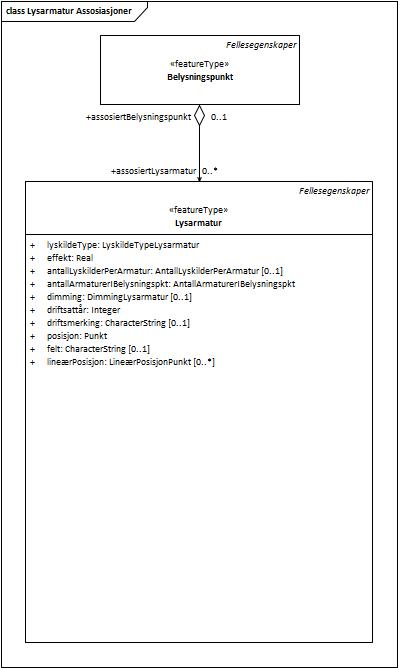 class Lysarmatur Assosiasjoner
Fellesegenskaper
«featureType»
Belysningspunkt
+assosiertBelysningspunkt 0..1
+assosiertLysarmatur 0..*
Fellesegenskaper
«featureType»
Lysarmatur
+ lyskildeType: LyskildeTypeLysarmatur
+ effekt: Real
+ antallLyskilderPerArmatur: AntallLyskilderPerArmatur [0..1]
+ antallArmaturerIBelysningspkt: AntallArmaturerIBelysningspkt
+ dimming: DimmingLysarmatur [0..1]
+ driftsattår: Integer
+ driftsmerking: CharacterString [0..1]
+ posisjon: Punkt
+ felt: CharacterString [0..1]
+ lineærPosisjon: LineærPosisjonPunkt [0..*]